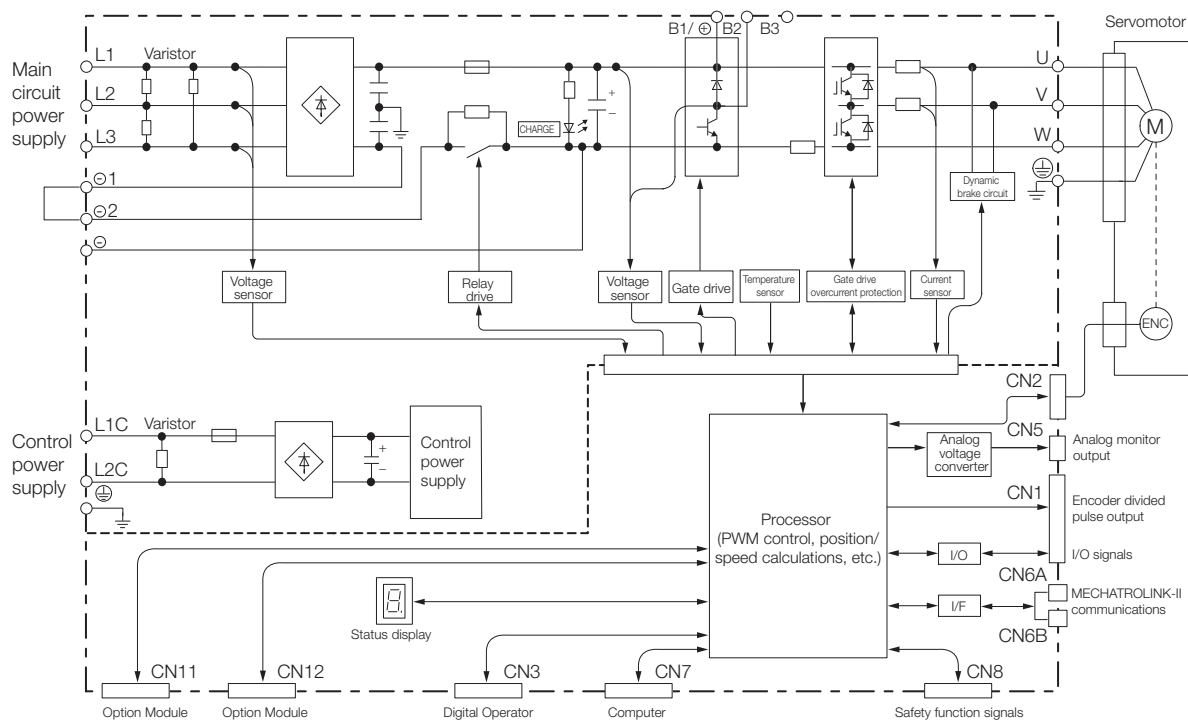 B1/ ⊕ B2 B3
Servomotor
Main
circuit
power
supply
L1
Varistor
L2
L3
⊖1
⊖2
⊖
+
–
CHARGE
U
V
W
M
Dynamic
brake circuit
Voltage
sensor
Relay
drive
Voltage
sensor
Gate drive
Temperature
sensor
Gate drive
overcurrent protection
Current
sensor
ENC
CN2
Control
power
supply
L1C
Varistor
L2C
+
–
Control
power
supply
Processor
(PWM control, position/
speed calculations, etc.)
Analog
voltage
converter
CN5
Analog monitor
output
CN1
Encoder divided
pulse output
I/O
I/O signals
CN6A
I/F
MECHATROLINK-II
communications
CN6B
8.
Status display
CN11
CN12
CN3
CN7
CN8
Option Module
Option Module
Digital Operator
Computer
Safety function signals